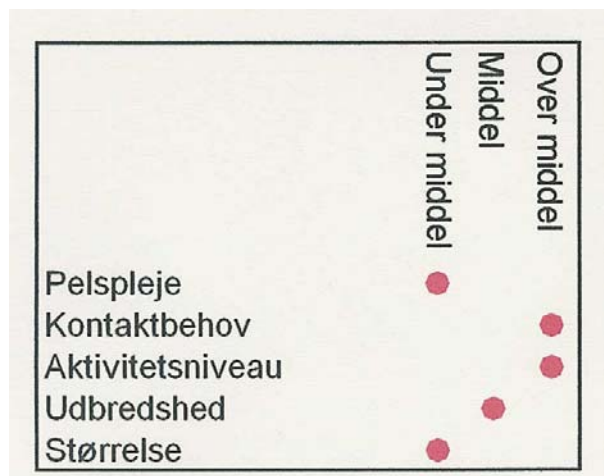 Under middel
Middel
Over middel
Pelspleje
Kontaktbehov
Aktivitetsniveau
Udbredshed
Størrelse